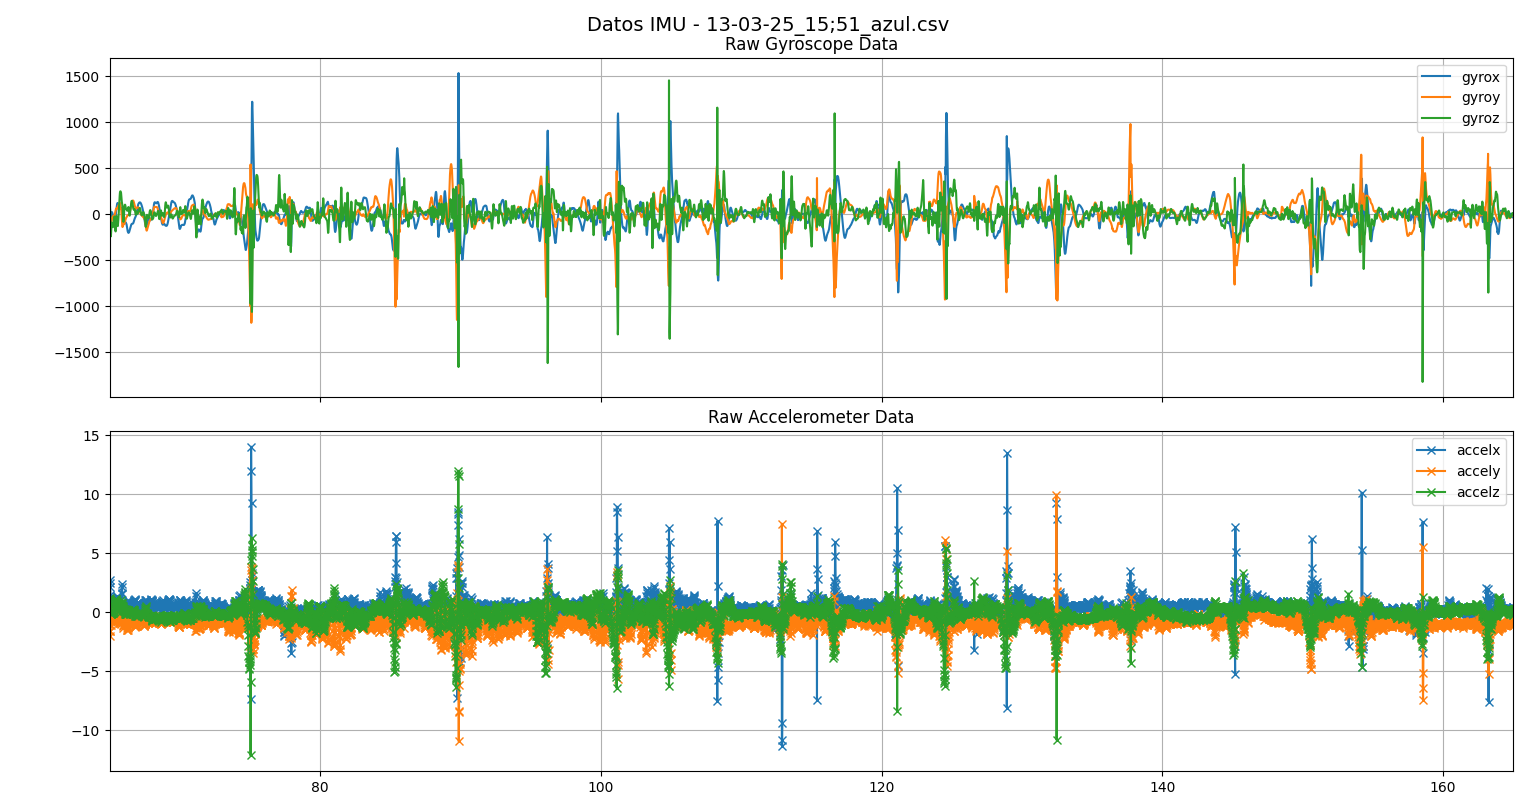 Datos IMU - 13-03-25_15;51_azul.csv
Raw Gyroscope Data
1500
1000
500
0
−500
−1000
−1500
gyrox
gyroy
gyroz
Raw Accelerometer Data
15
10
5
0
−5
−10
accelx
accely
accelz
80
100
120
140
160